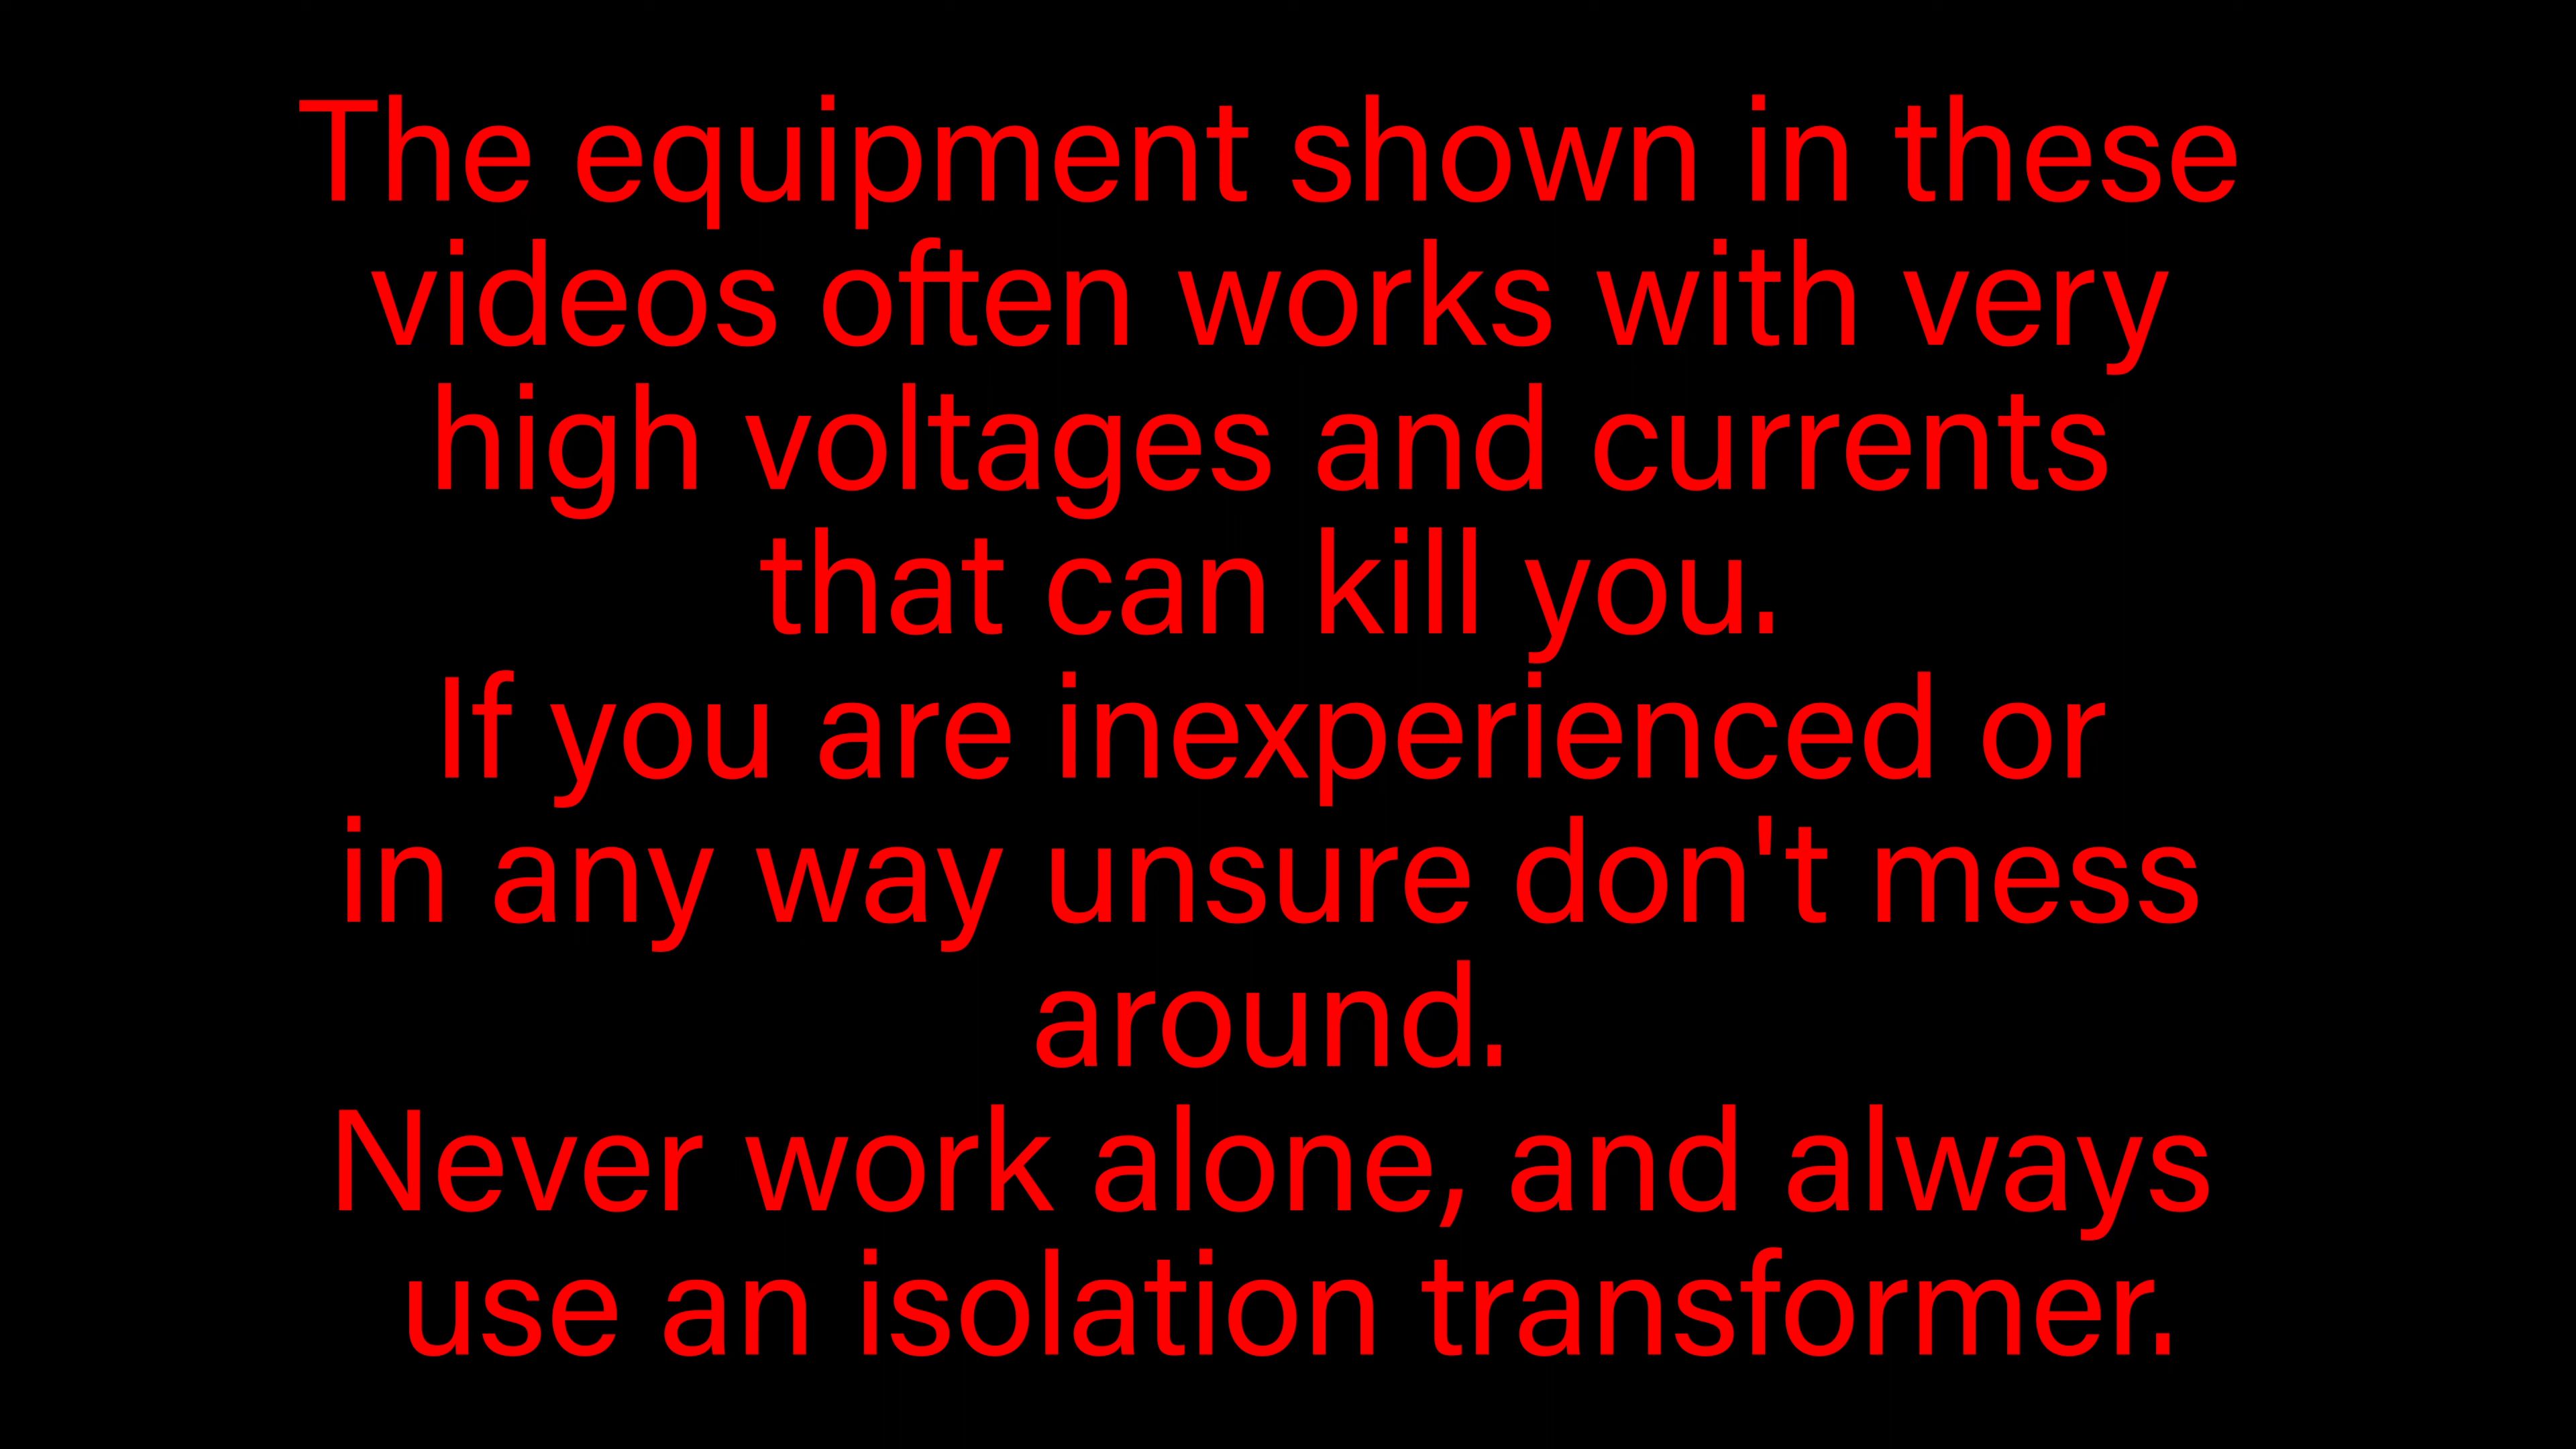 The equipment shown in these
videos often works with very
high voltages and currents
that can kill you.
If you are inexperienced or
in any way unsure don't mess
around.
Never work alone, and always
use an isolation transformer.